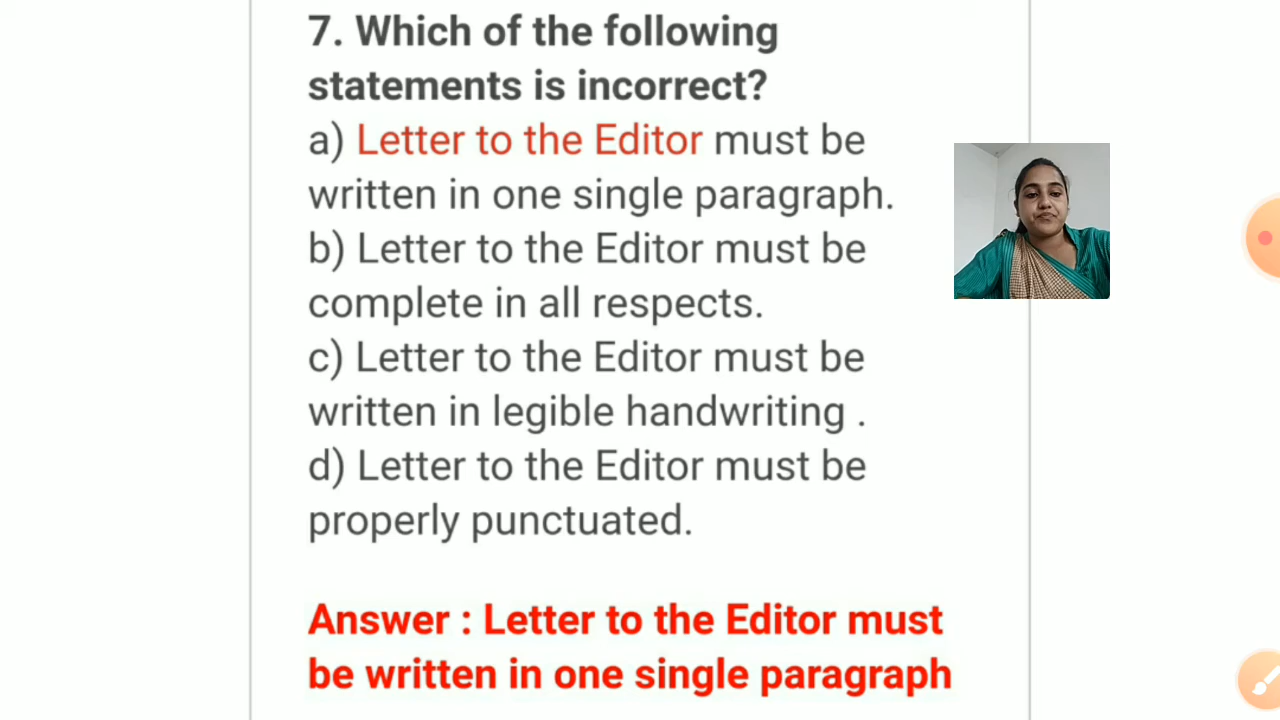 7. Which of the following
statements is incorrect?
a) Letter to the Editor must be
written in one single paragraph.
b) Letter to the Editor must be
complete in all respects.
c) Letter to the Editor must be
written in legible handwriting .
d) Letter to the Editor must be
properly punctuated.
Answer : Letter to the Editor must
be written in one single paragraph